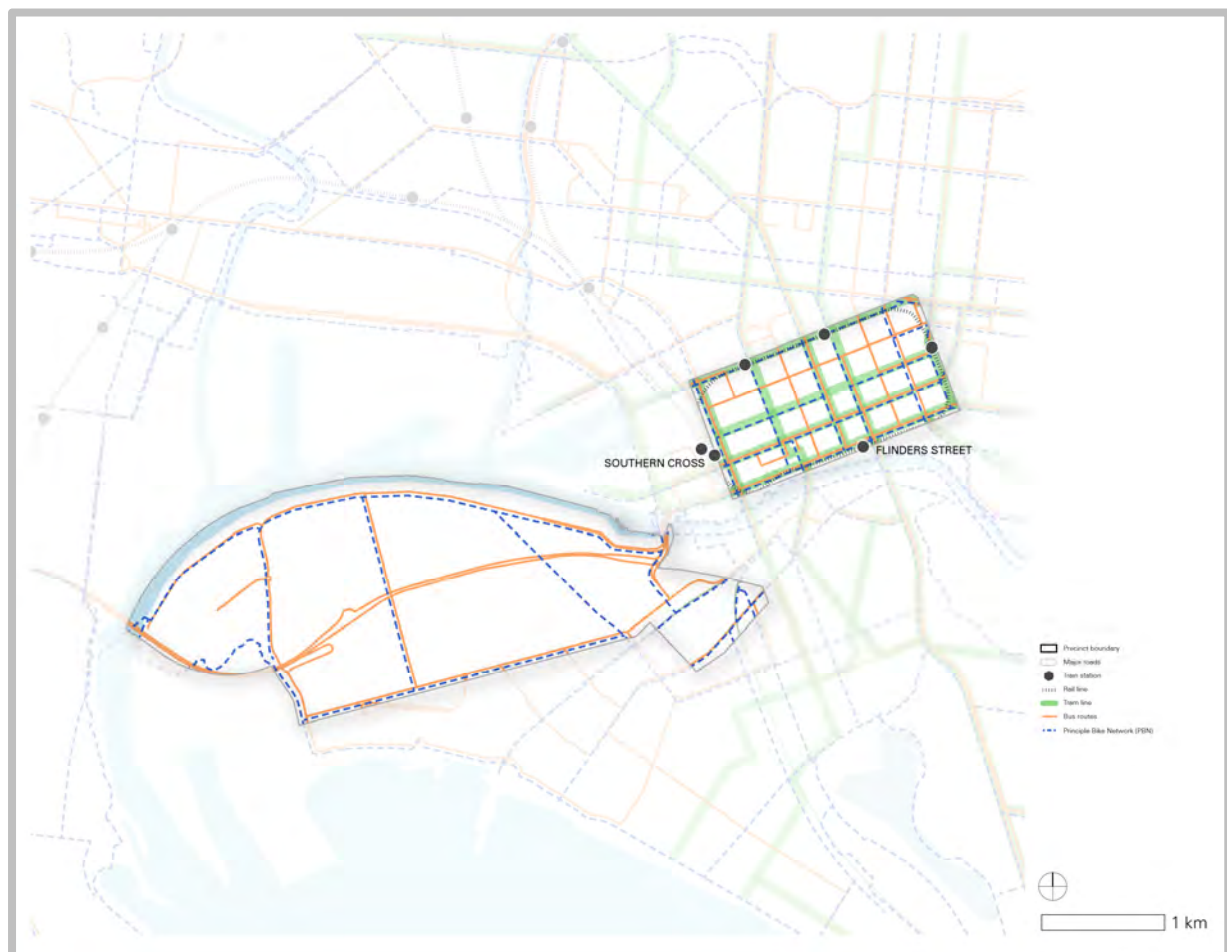 SOUTHERN CROSS
FLINDERS STREET
Precinct boundary
Major roads
Train station
Rail line
Tram line
Bus routes
Principle Bike Network (PBN)
1 km